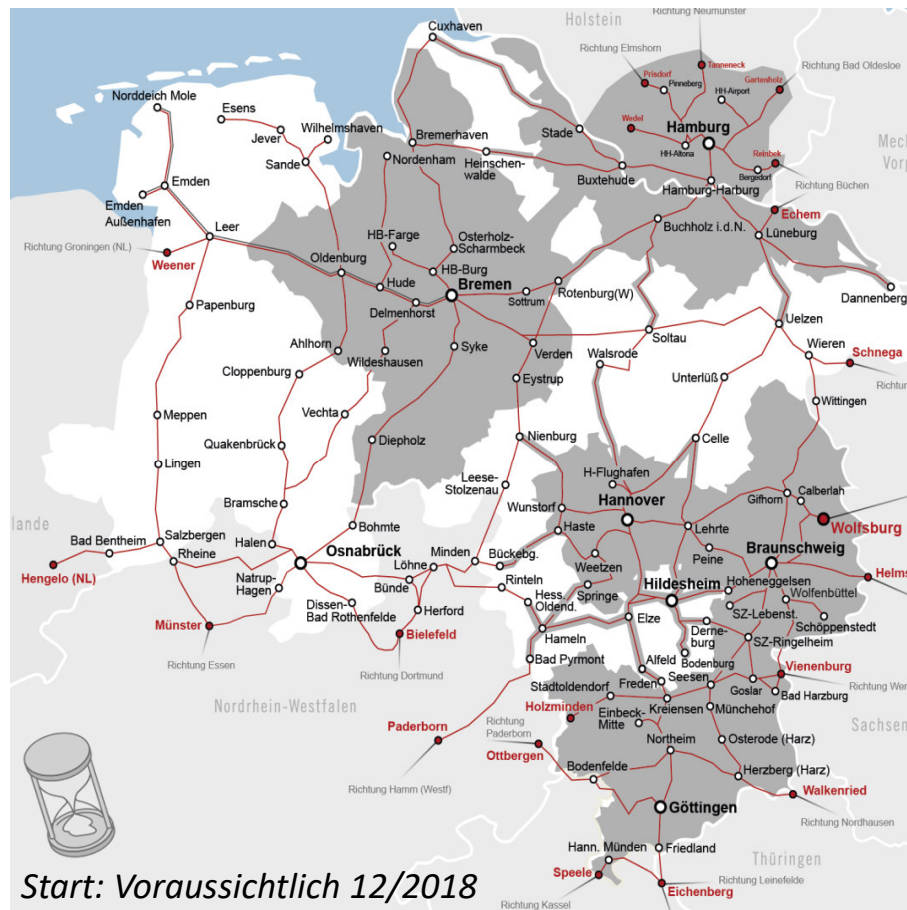 Holstein
Richtung Neumünster
Cuxhaven
Richtung Elmshorn
Tanneck
Prisdorf
Pinneberg
Gartenholz
Richtung Bad Oldesloe
HH-Airport
Norddeich Mole
Esens
Wilhelmshaven
Jever
Sande
Bremerhaven
Nordenham
Stade
Wedel
Hamburg
HH-Altona
Reinbek
Bergedorf
Heinschen-
walde
Buxtehude
Hamburg-Harburg
Richtung Büchen
Emden
Emden
Außenhafen
Leer
HB-Farge
Osterholz-
Scharmbeck
Buchholz i.d.N.
Echem
Lüneburg
Richtung Groningen (NL)
Weener
Oldenburg
HB-Burg
Hude
Bremen
Delmenhorst
Sottrum
Rotenburg(W)
Dannenberg
Papenburg
Ahlhorn
Wildeshausen
Syke
Verden
Walsrode
Soltau
Uelzen
Wieren
Schnega
Cloppenburg
Eystrup
Unterlüß
Wittingen
Vechta
Meppen
Quakenbrück
Diepholz
Nienburg
Celle
Lingen
Leese-
Stolzenau
H-Flughafen
Hannover
Gifhorn
Calberlah
Wolfsburg
Bramsche
Wunstorf
Bohmte
Haste
Lehrte
Peine
Braunschweig
lande
Bad Bentheim
Salzbergen
Rheine
Halen
Osnabrück
Löhne
Minden
Bückebg.
Weetzen
Hildesheim
Hoheneggelsen
Helms
Hengelo (NL)
Natrup-
Hagen
Bünde
Rinteln
Springe
SZ-Lebenst.
Wolfenbüttel
Schöppenstedt
Münster
Dissen-
Bad Rothenfelde
Herford
Hess.
Oldend.
Elze
Derne-
burg
SZ-Ringelheim
Bielefeld
Hameln
Richtung Essen
Richtung Dortmund
Bad Pyrmont
Alfeld
Bodenburg
Vienenburg
Freden
Seesen
Goslar
Bad Harzburg
Stadtoldendorf
Nordrhein-Westfalen
Holzminden
Kreiensen
Münchehof
Paderborn
Richtung
Paderborn
Einbeck-
Mitte
Ottbergen
Northeim
Osterode (Harz)
Bodenfelde
Herzberg (Harz)
Richtung Hamm (Westf)
Walkenried
Göttingen
Richtung Nordhausen
Hann. Münden
Friedland
Thüringen
Speele
Richtung Leinefelde
Eichenberg
Richtung Kassel
Start: Voraussichtlich 12/2018